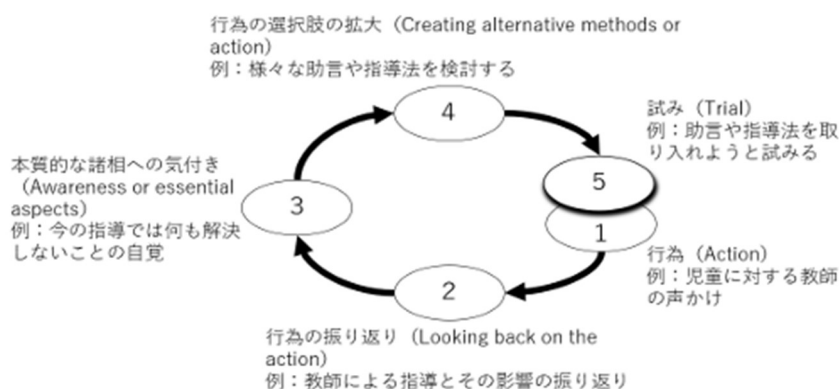 行為の選択肢の拡大（Creating alternative methods or
action）
例：様々な助言や指導法を検討する
4
試み（Trial）
例：助言や指導法を取
り入れようと試みる
5
本質的な諸相への気付き
（Awareness or essential
aspects）
例：今の指導では何も解決
しないことの自覚
3
1
行為（Action）
例：児童に対する教師
の声かけ
2
行為の振り返り（Looking back on the
action）
例：教師による指導とその影響の振り返り